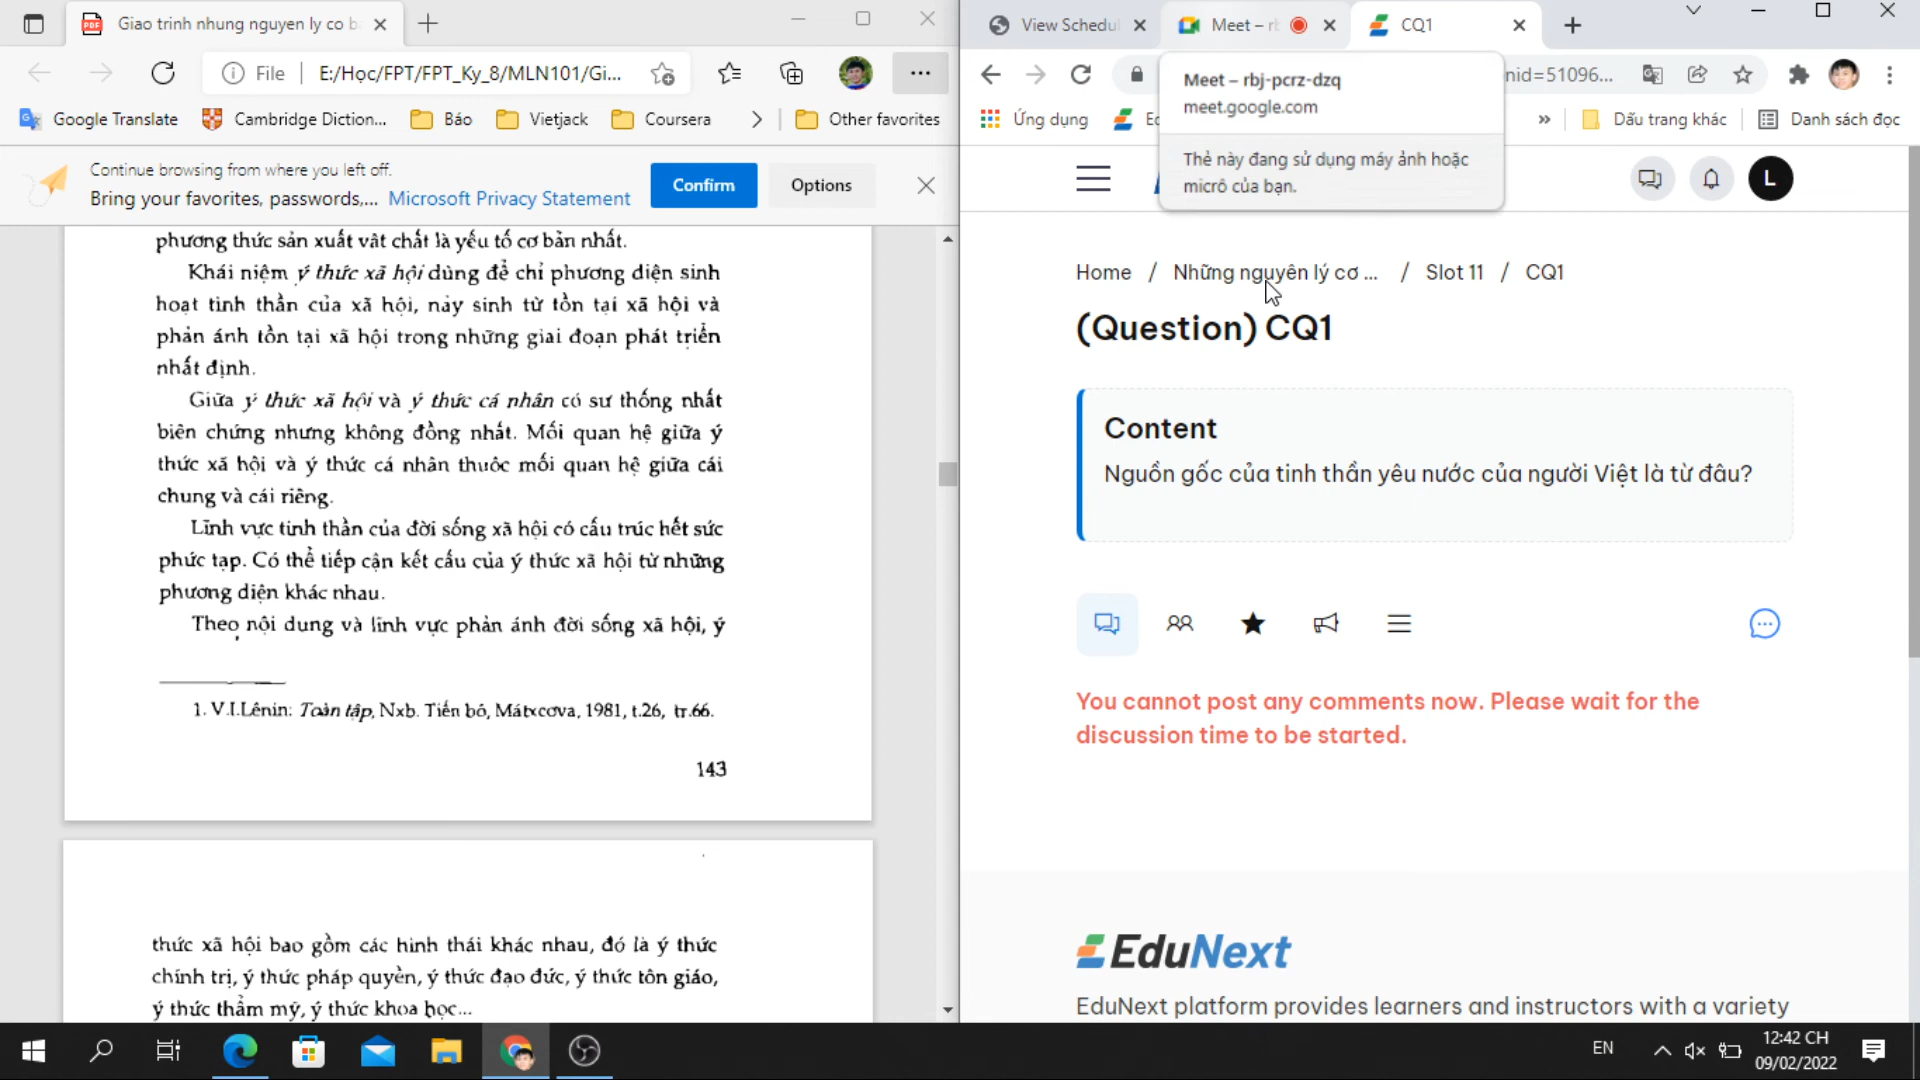 Giao trinh nhung nguyen ly co b
File
E:/Học/FPT/FPT_Ky_8/MLN101/Gi...
Google Translate
Cambridge Diction...
Báo
Vietjack
Coursera
Other favorites
Continue browsing from where you left off.
Bring your favorites, passwords,... Microsoft Privacy Statement
Confirm
Options
phương thức sản xuất vật chất là yếu tố cơ bản nhất.
Khái niệm ý thức xã hội dùng để chỉ phương diện sinh
hoạt tinh thần của xã hội, nảy sinh từ tồn tại xã hội và
phản ánh tồn tại xã hội trong những giai đoạn phát triển
nhất định.
Giữa ý thức xã hội và ý thức cá nhân có sự thống nhất
biện chứng nhưng không đồng nhất. Mối quan hệ giữa ý
thức xã hội và ý thức cá nhân thuộc mối quan hệ giữa cái
chung và cái riêng.
Lĩnh vực tinh thần của đời sống xã hội có cấu trúc hết sức
phức tạp. Có thể tiếp cận kết cấu của ý thức xã hội từ những
phương diện khác nhau.
Theo nội dung và lĩnh vực phản ánh đời sống xã hội, ý
1. V.I.Lênin: Toàn tập, Nxb. Tiến bộ, Mátxcơva, 1981, t.26, tr.66.
143
thức xã hội bao gồm các hình thái khác nhau, đó là ý thức
chính trị, ý thức pháp quyền, ý thức đạo đức, ý thức tôn giáo,
ý thức thẩm mỹ, ý thức khoa học...
View Schedul
Meet – rb
CQ1
nid=51096...
Meet – rbj-pcrz-dzq
meet.google.com
Thẻ này đang sử dụng máy ảnh hoặc
micrô của bạn.
Ứng dụng
Dấu trang khác
Danh sách đọc
L
Home / Những nguyên lý cơ ... / Slot 11 / CQ1
(Question) CQ1
Content
Nguồn gốc của tinh thần yêu nước của người Việt là từ đâu?
You cannot post any comments now. Please wait for the
discussion time to be started.
EduNext
EduNext platform provides learners and instructors with a variety
EN
12:42 CH
09/02/2022